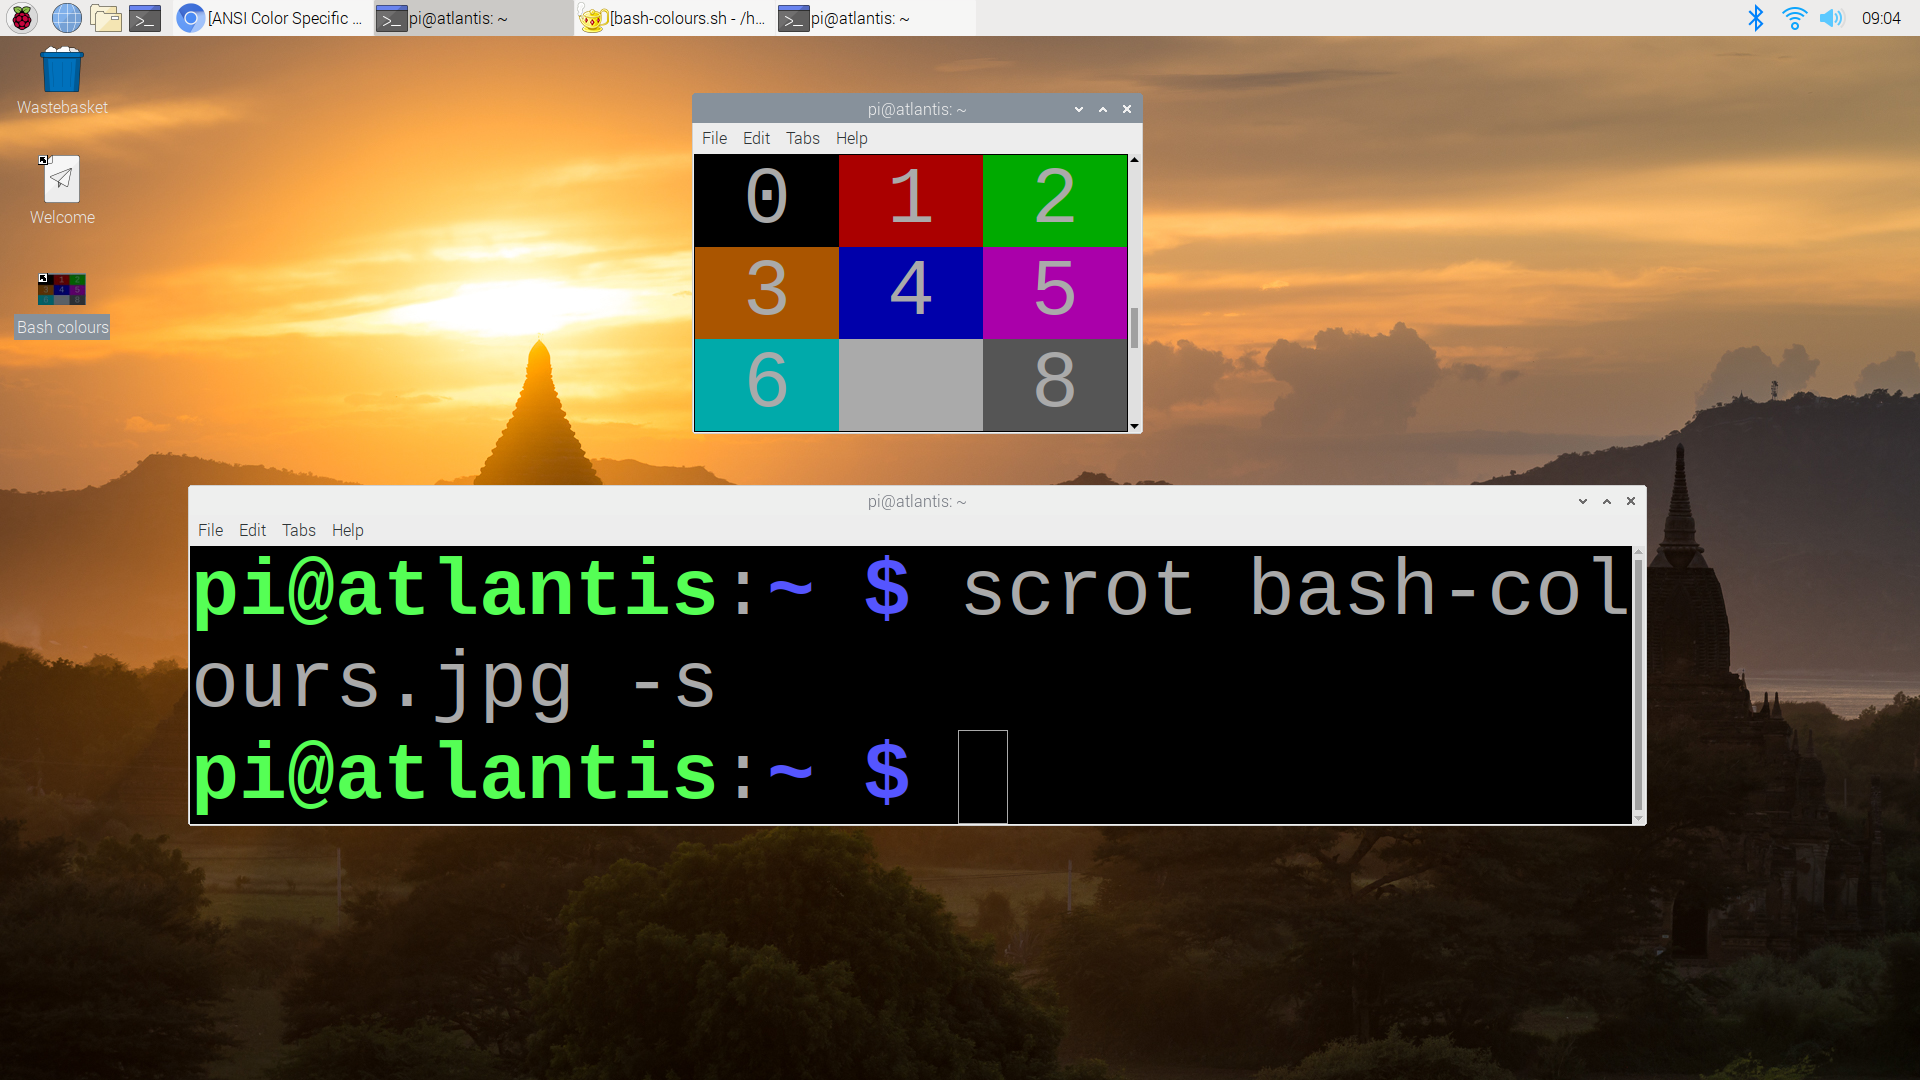 [ANSI Color Specific ...
pi@atlantis: ~
[bash-colours.sh - /h...
pi@atlantis: ~
09:04
Wastebasket
Welcome
Bash colours
pi@atlantis: ~
File Edit Tabs Help
0 1 2
3 4 5
6 8
pi@atlantis: ~
File Edit Tabs Help
pi@atlantis:~ $ scrot bash-col
ours.jpg -s
pi@atlantis:~ $